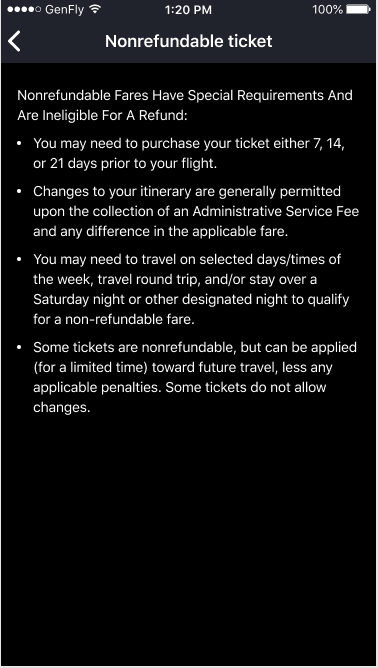 GenFly 1:20 PM 100%
Nonrefundable ticket
Nonrefundable Fares Have Special Requirements And
Are Ineligible For A Refund:
• You may need to purchase your ticket either 7, 14,
or 21 days prior to your flight.
• Changes to your itinerary are generally permitted
upon the collection of an Administrative Service Fee
and any difference in the applicable fare.
• You may need to travel on selected days/times of
the week, travel round trip, and/or stay over a
Saturday night or other designated night to qualify
for a non-refundable fare.
• Some tickets are nonrefundable, but can be applied
(for a limited time) toward future travel, less any
applicable penalties. Some tickets do not allow
changes.